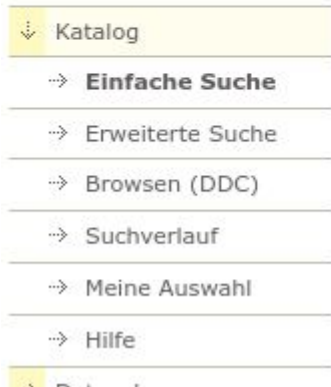 Katalog
Einfache Suche
Erweiterte Suche
Browsen (DDC)
Suchverlauf
Meine Auswahl
Hilfe